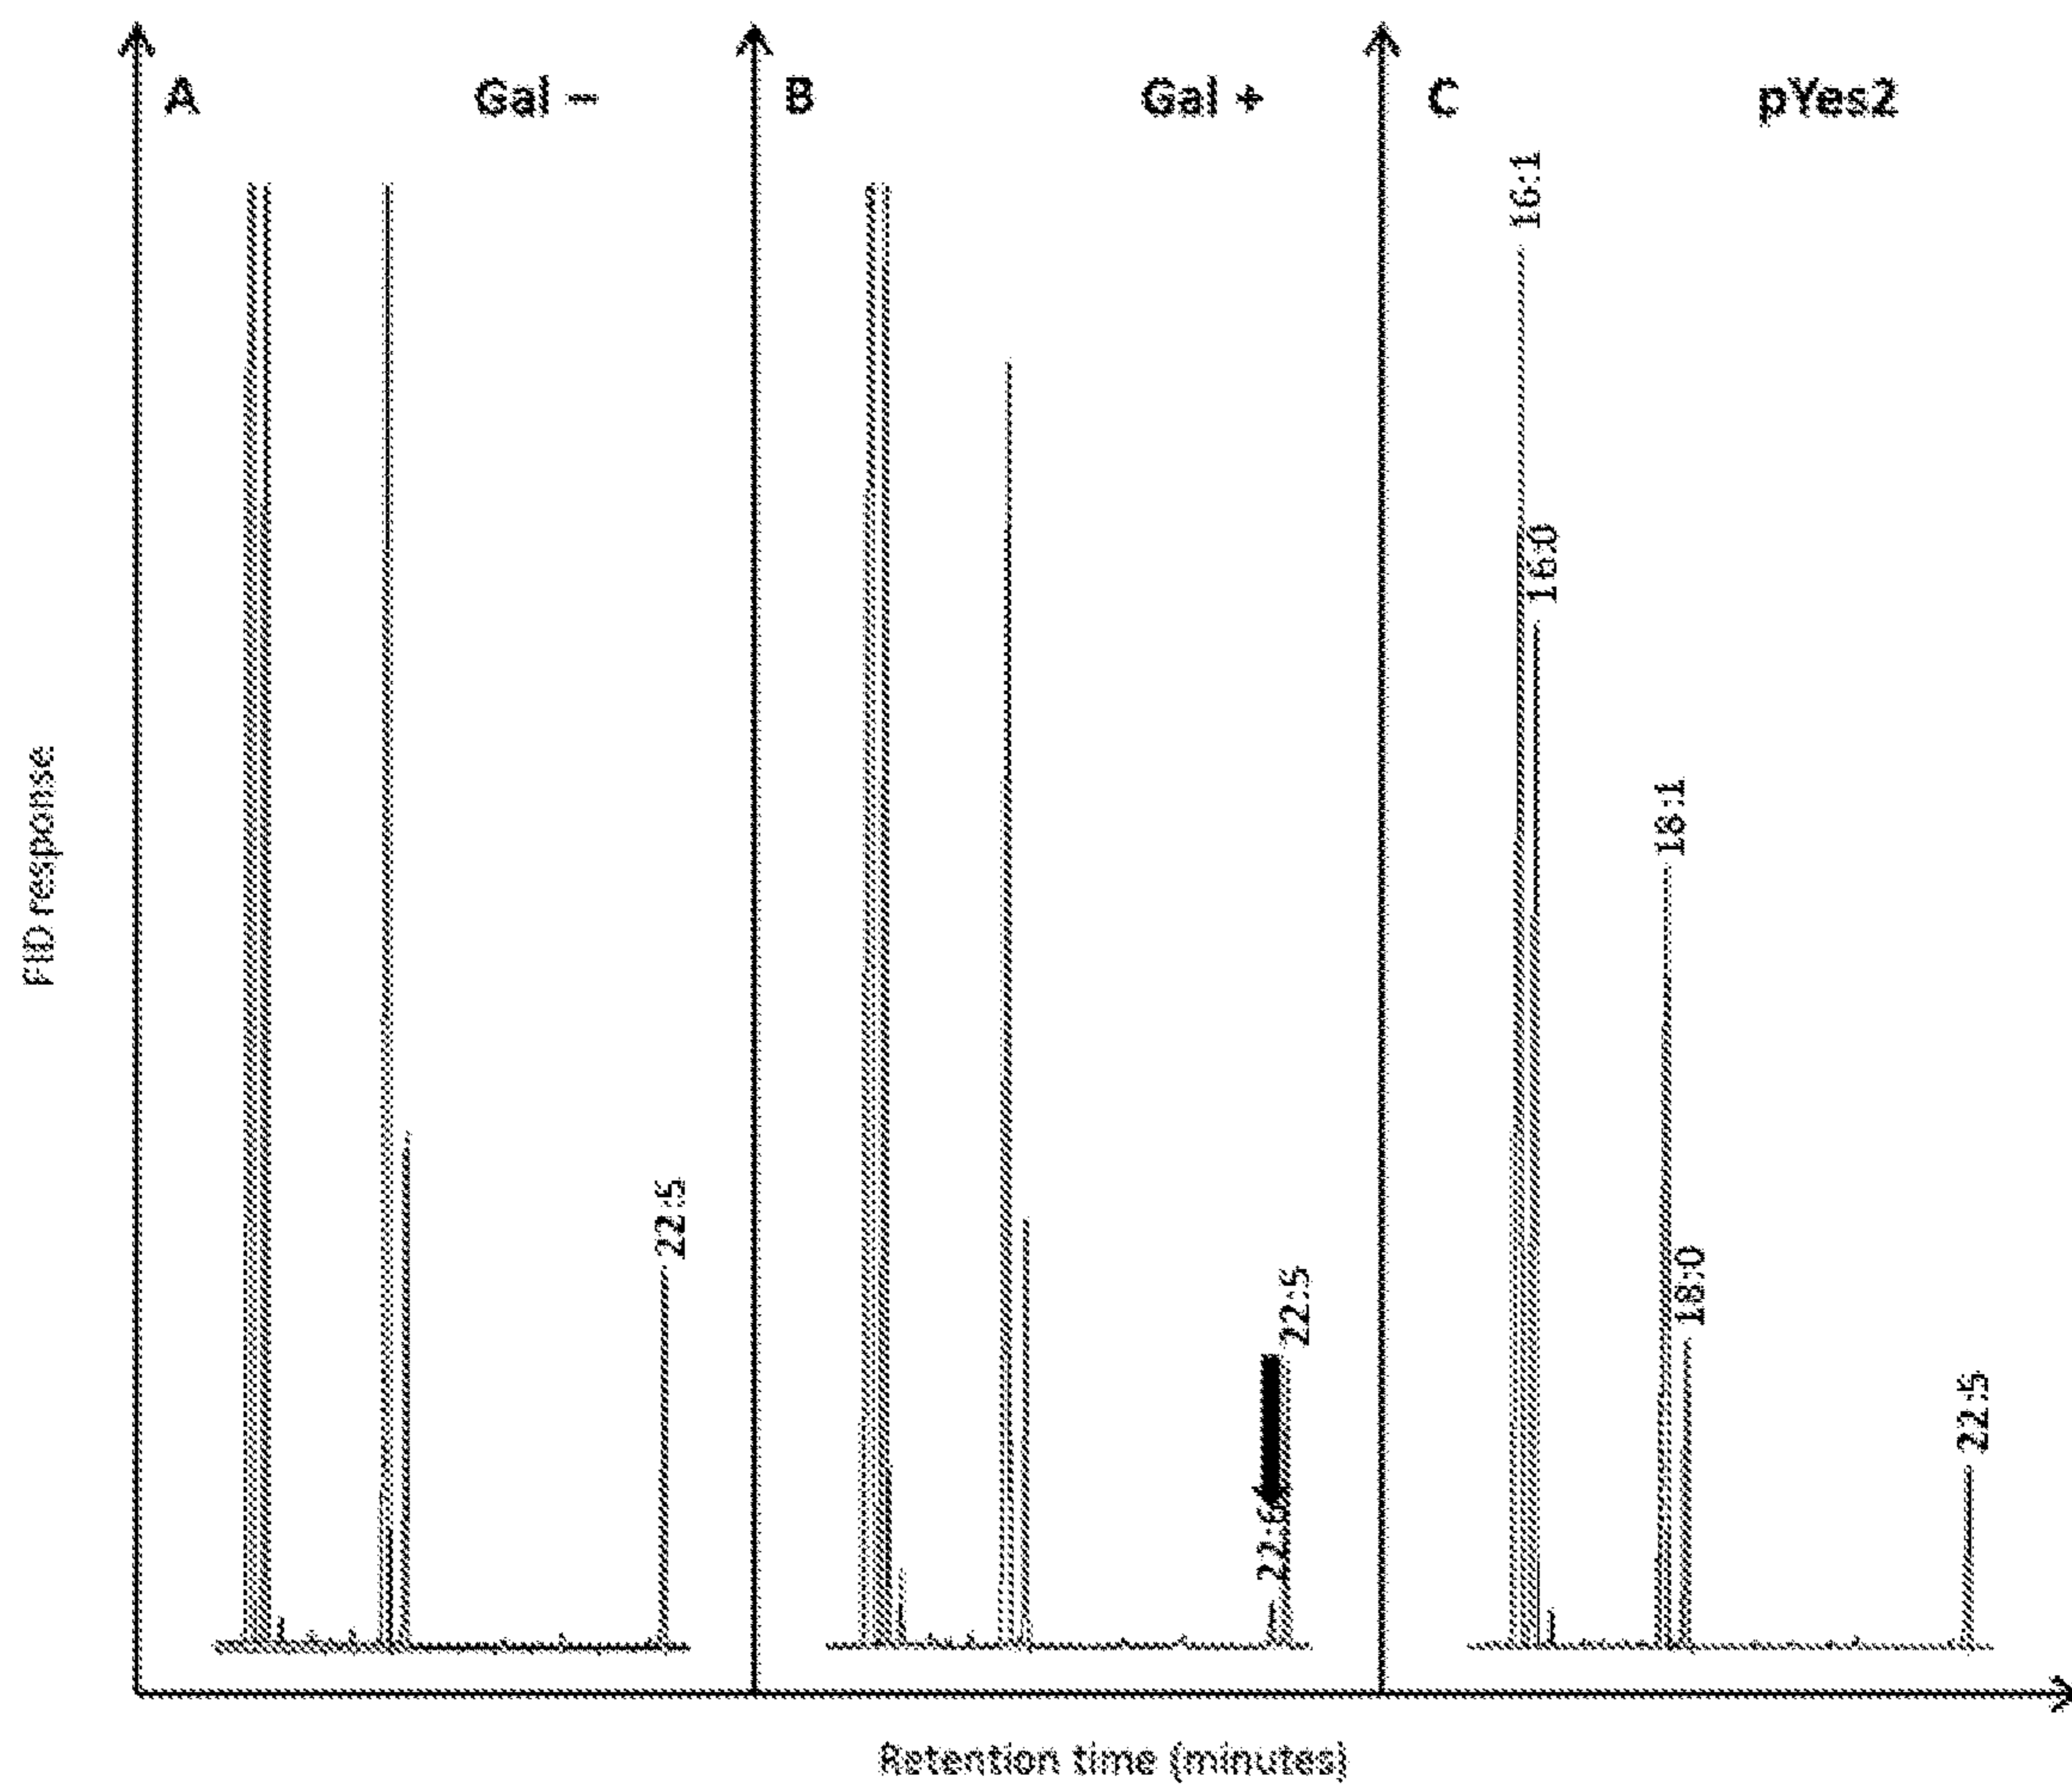 A
Gal –
B
Gal +
C
pYes2
16:1
16:0
18:1
18:0
22:5
22:5
22:6
22:5
FID response
Retention time (minutes)